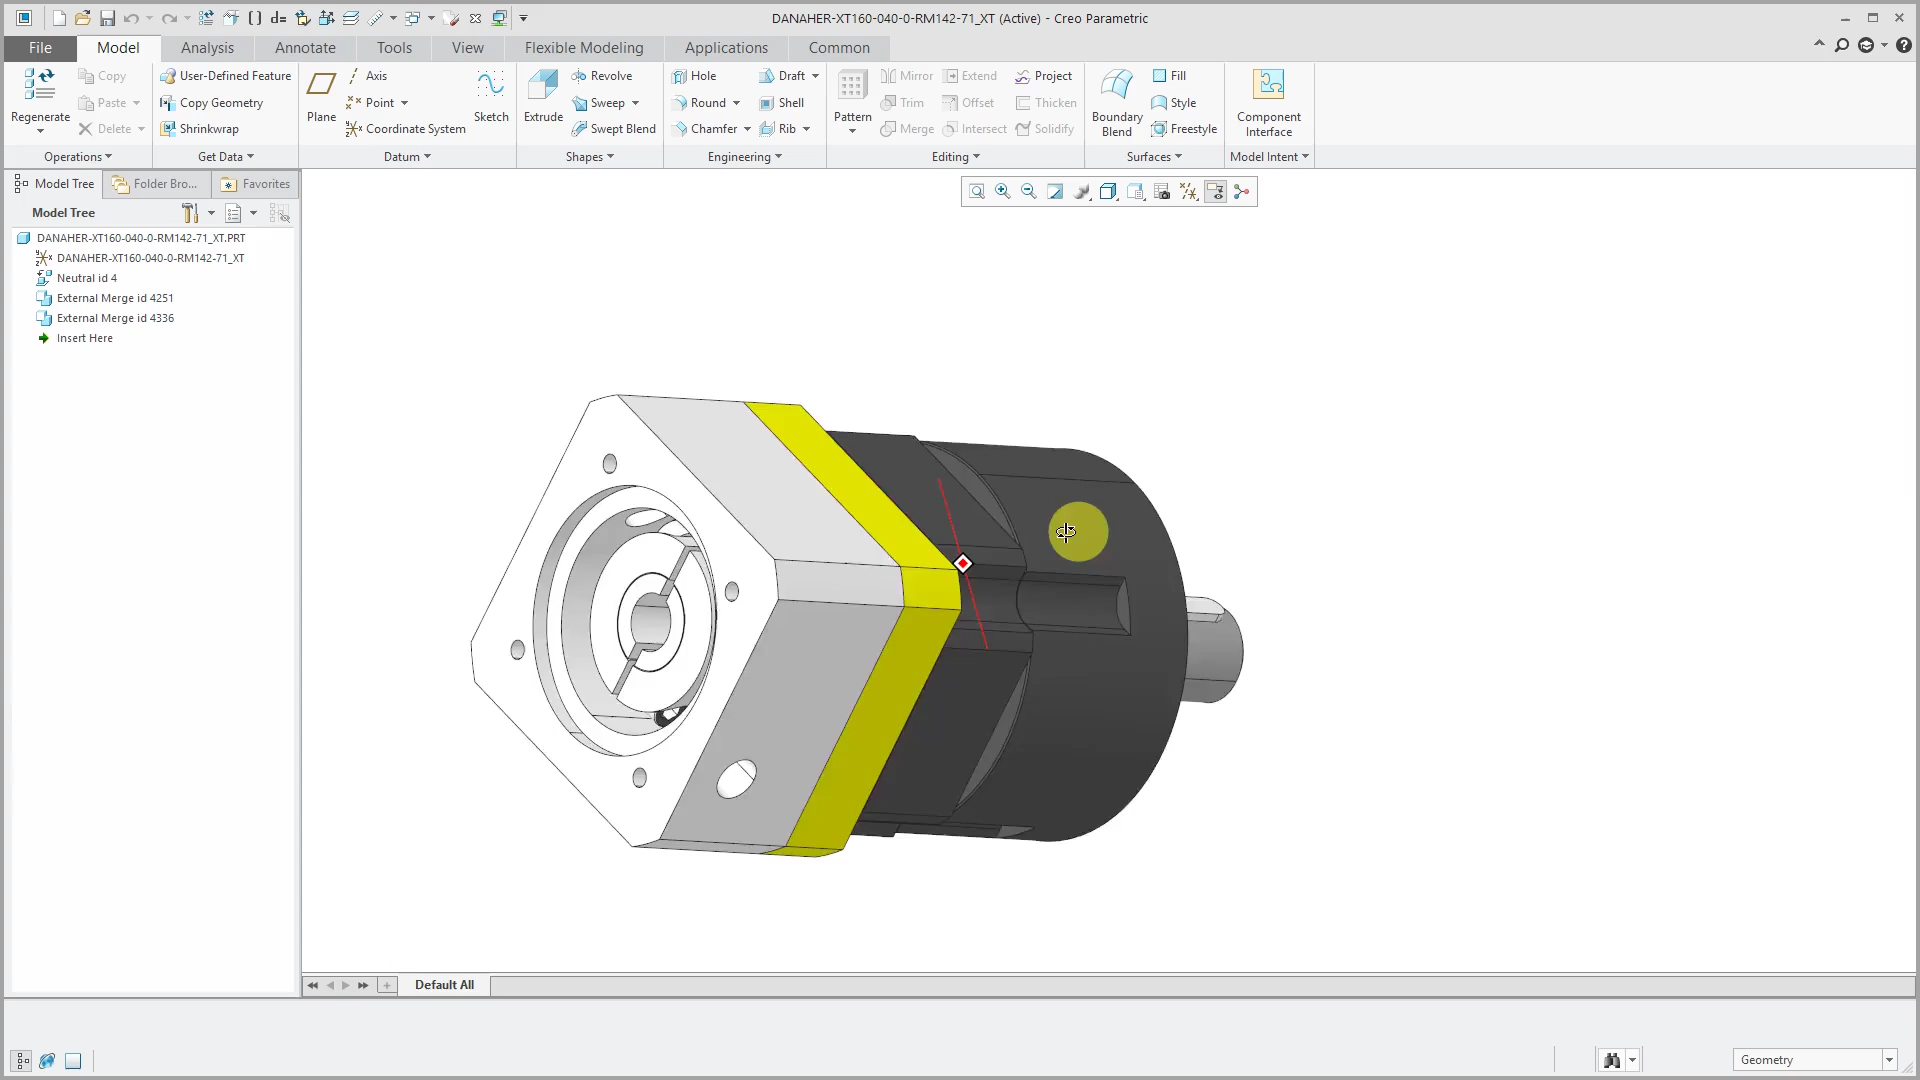 DANAHER-XT160-040-0-RM142-71_XT (Active) - Creo Parametric
File Model Analysis Annotate Tools View Flexible Modeling Applications Common
Regenerate
Copy
Paste
Delete
Operations
User-Defined Feature
Copy Geometry
Shrinkwrap
Get Data
Plane
Axis
Point
Coordinate System
Sketch
Datum
Extrude
Revolve
Sweep
Swept Blend
Shapes
Hole
Round
Chamfer
Draft
Shell
Rib
Engineering
Pattern
Mirror
Trim
Merge
Extend
Offset
Intersect
Project
Thicken
Solidify
Editing
Boundary
Blend
Fill
Style
Freestyle
Surfaces
Component
Interface
Model Intent
Model Tree Folder Bro... Favorites
Model Tree
DANAHER-XT160-040-0-RM142-71_XT.PRT
DANAHER-XT160-040-0-RM142-71_XT
Neutral id 4
External Merge id 4251
External Merge id 4336
Insert Here
Default All
Geometry